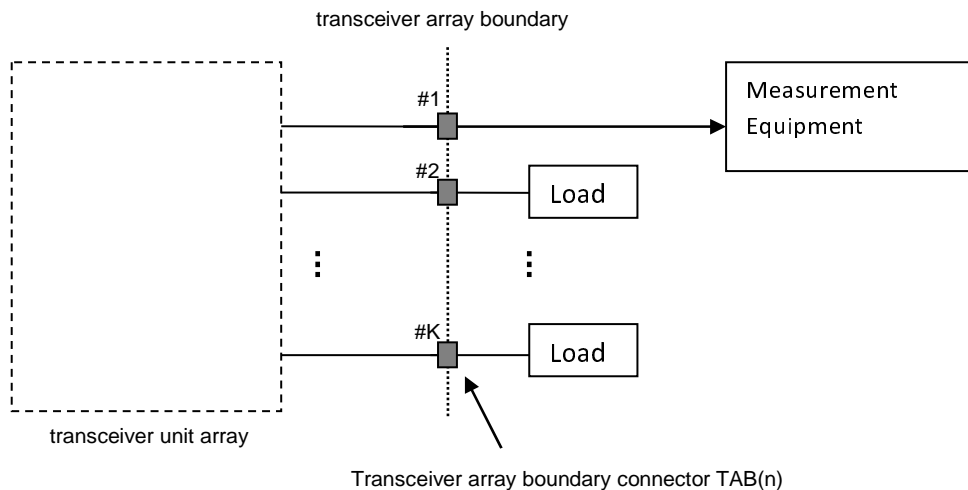 transceiver array boundary
#1
Measurement
Equipment
#2
Load
#K
Load
transceiver unit array
Transceiver array boundary connector TAB(n)